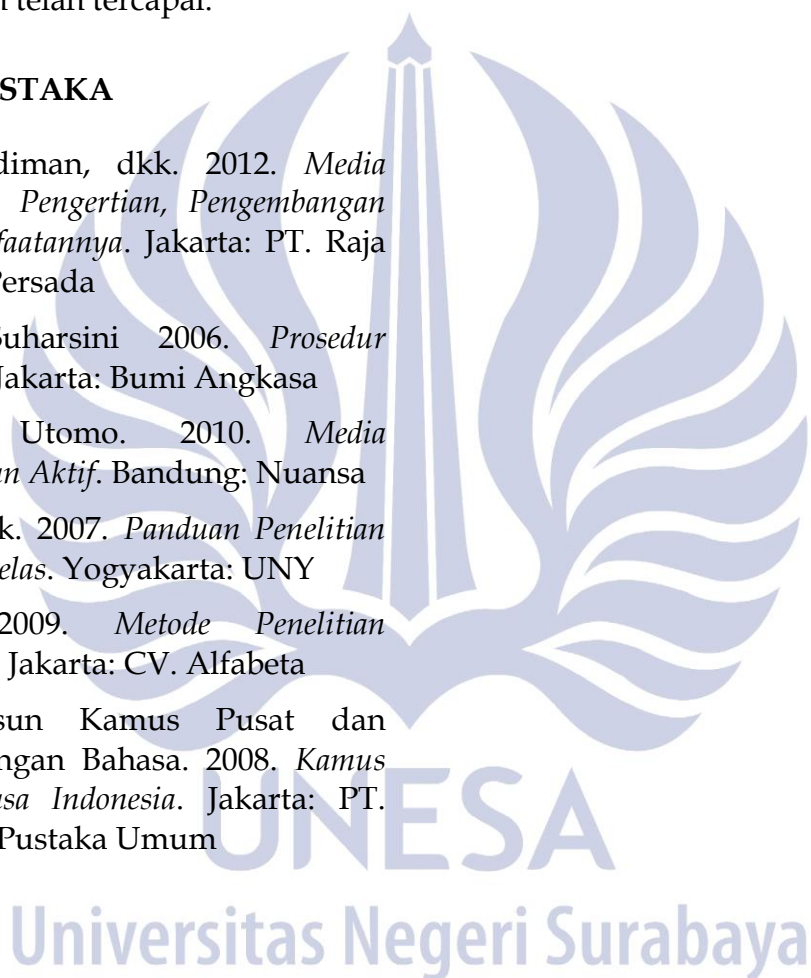 telah tercapai.
STAKA
diman, dkk. 2012. Media
Pengertian, Pengembangan
faatannya. Jakarta: PT. Raja
Persada
uharsini 2006. Prosedur
Jakarta: Bumi Angkasa
Utomo. 2010. Media
an Aktif. Bandung: Nuansa
k. 2007. Panduan Penelitian
elas. Yogyakarta: UNY
2009. Metode Penelitian
Jakarta: CV. Alfabeta
sun Kamus Pusat dan
ngan Bahasa. 2008. Kamus
asa Indonesia. Jakarta: PT.
Pustaka Umum
UNESA
Universitas Negeri Surabaya